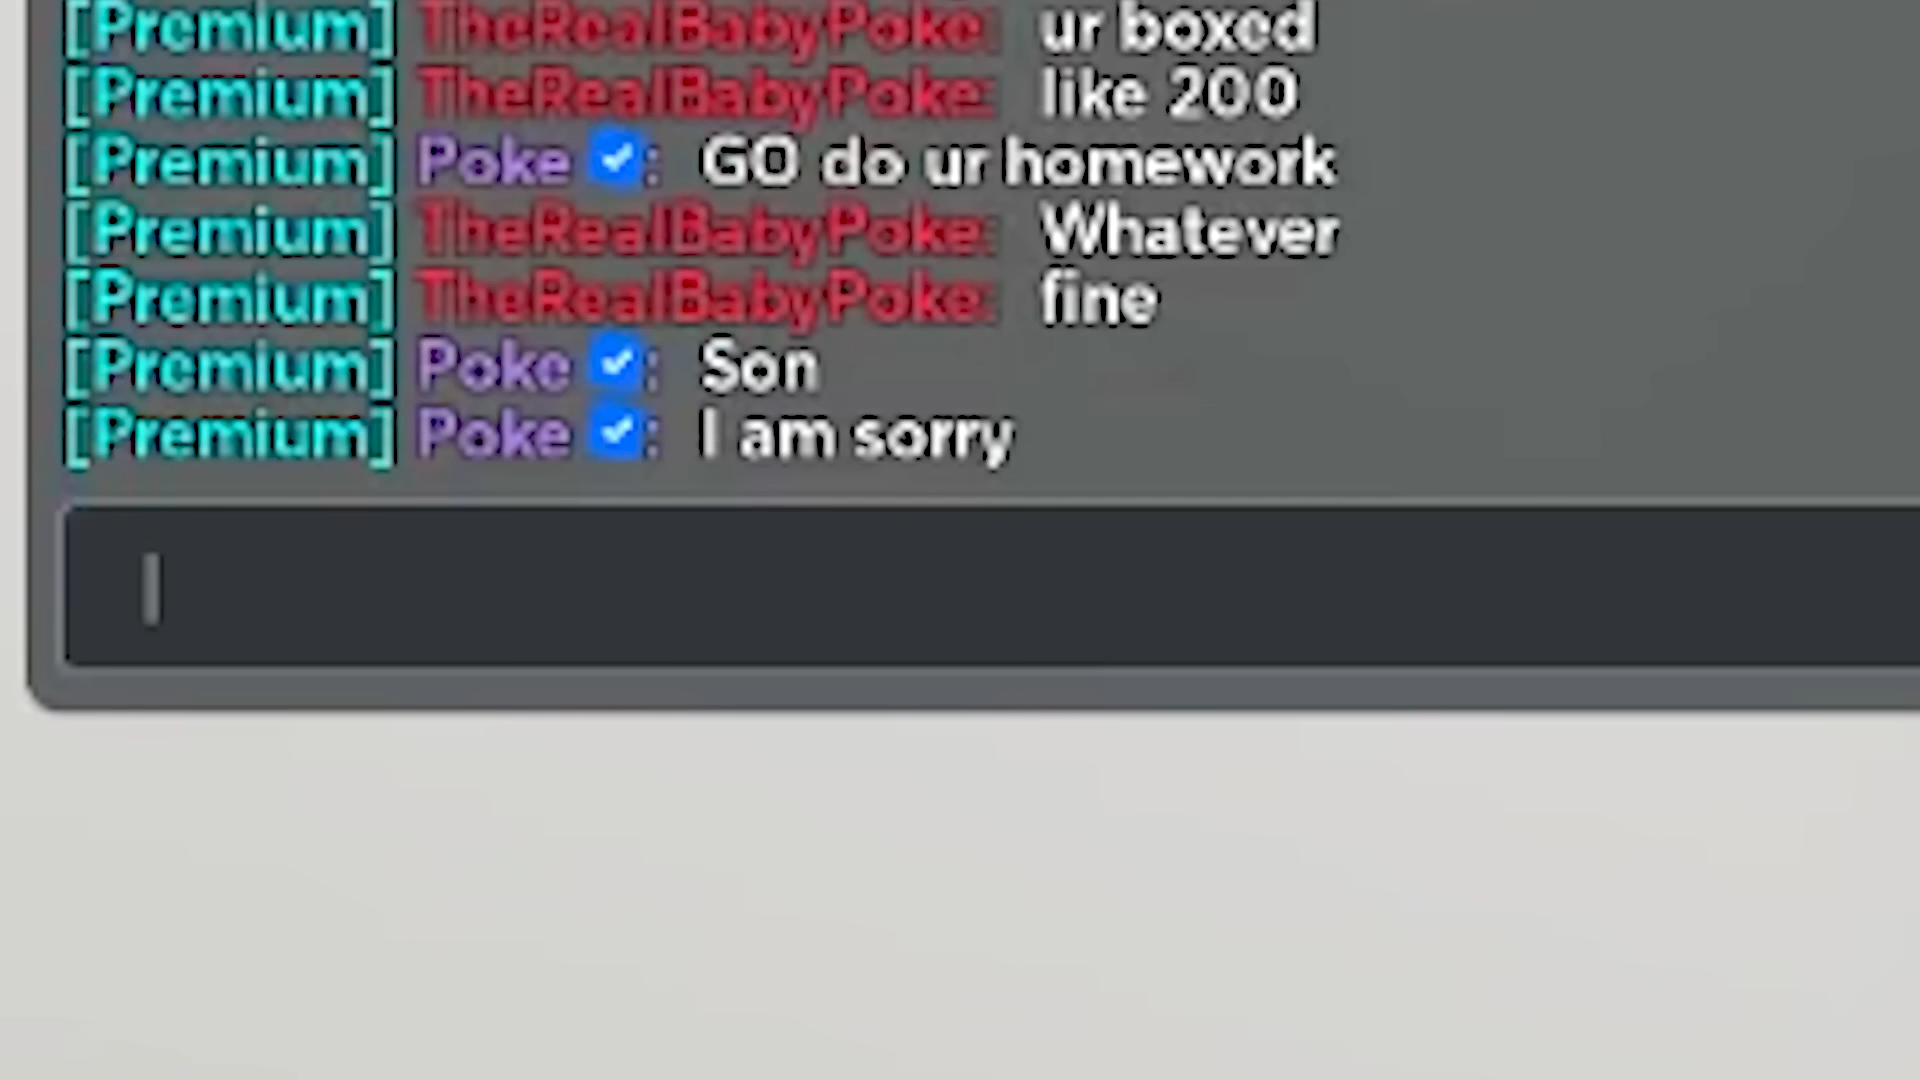 [Premium] TheRealBabyPoke: ur boxed
[Premium] TheRealBabyPoke: like 200
[Premium] Poke ☑: GO do ur homework
[Premium] TheRealBabyPoke: Whatever
[Premium] TheRealBabyPoke: fine
[Premium] Poke ☑: Son
[Premium] Poke ☑: I am sorry